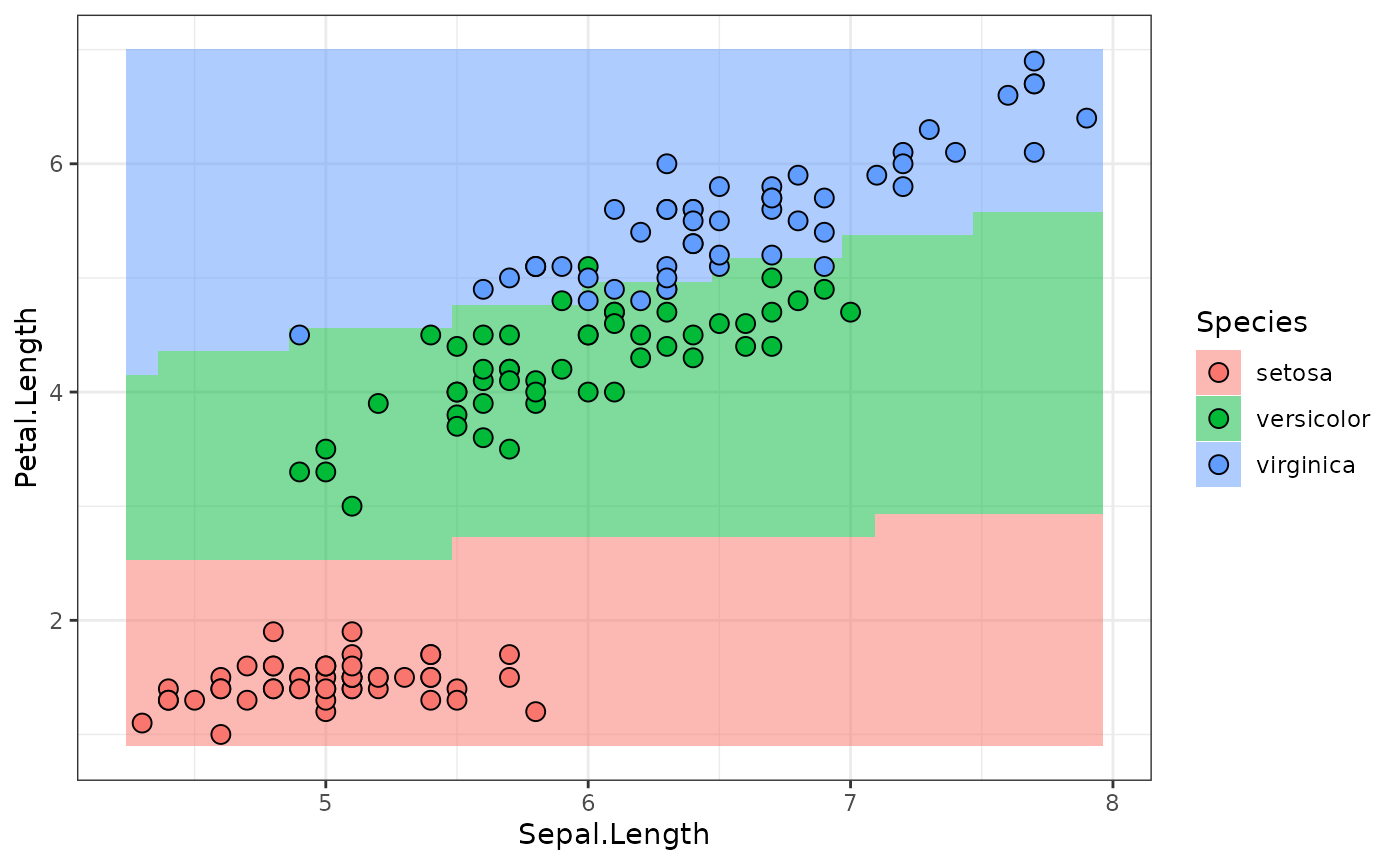 6
4
2
Petal.Length
5 6 7 8
Sepal.Length
Species
setosa
versicolor
virginica